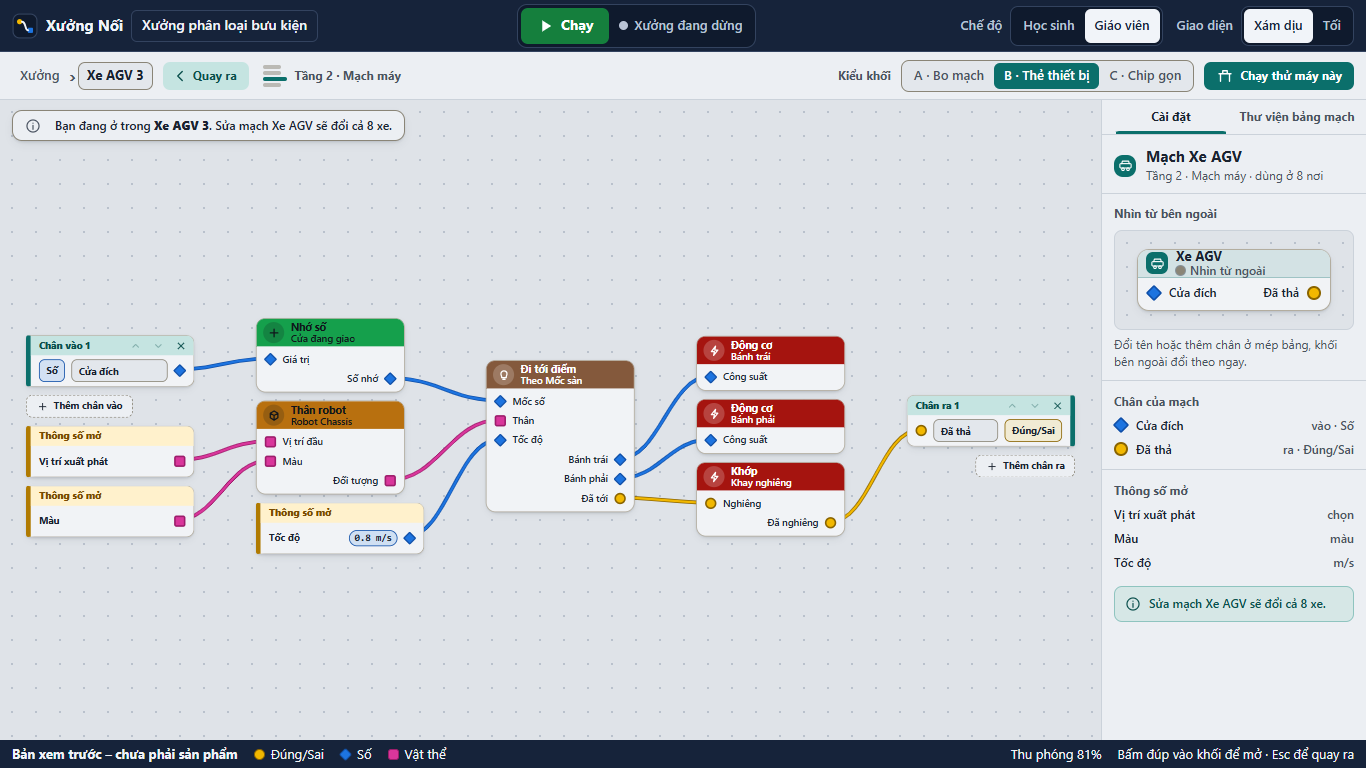 Xưởng Nối
Xưởng phân loại bưu kiện
Chạy
Xưởng đang dừng
Chế độ
Học sinh
Giáo viên
Giao diện
Xám dịu
Tối
Xưởng
Xe AGV 3
Quay ra
Tầng 2 · Mạch máy
Kiểu khối
A · Bo mạch
B · Thẻ thiết bị
C · Chip gọn
Chạy thử máy này
Bạn đang ở trong Xe AGV 3. Sửa mạch Xe AGV sẽ đổi cả 8 xe.
Chân vào 1
Số
Cửa đích
Thêm chân vào
Thông số mở
Vị trí xuất phát
Thông số mở
Màu
Nhớ số
Cửa đang giao
Giá trị
Số nhớ
Thân robot
Robot Chassis
Vị trí đầu
Màu
Đối tượng
Thông số mở
Tốc độ
0.8 m/s
Đi tới điểm
Theo Mốc sàn
Mốc số
Thân
Tốc độ
Bánh trái
Bánh phải
Đã tới
Động cơ
Bánh trái
Công suất
Động cơ
Bánh phải
Công suất
Khớp
Khay nghiêng
Nghiêng
Đã nghiêng
Chân ra 1
Đã thả
Đúng/Sai
Thêm chân ra
Cài đặt
Thư viện bảng mạch
Mạch Xe AGV
Tầng 2 · Mạch máy · dùng ở 8 nơi
Nhìn từ bên ngoài
Xe AGV
Nhìn từ ngoài
Cửa đích
Đã thả
Đổi tên hoặc thêm chân ở mép bảng, khối
bên ngoài đổi theo ngay.
Chân của mạch
Cửa đích
vào · Số
Đã thả
ra · Đúng/Sai
Thông số mở
Vị trí xuất phát
chọn
Màu
màu
Tốc độ
m/s
Sửa mạch Xe AGV sẽ đổi cả 8 xe.
Bản xem trước – chưa phải sản phẩm
Đúng/Sai
Số
Vật thể
Thu phóng 81%
Bấm đúp vào khối để mở · Esc để quay ra